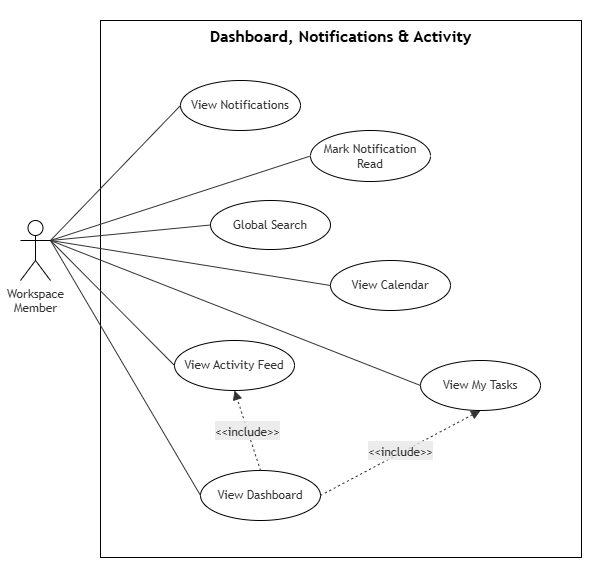 Dashboard, Notifications & Activity
View Notifications
Mark Notification
Read
Global Search
Workspace
Member
View Calendar
View Activity Feed
View My Tasks
<<include>>
<<include>>
View Dashboard